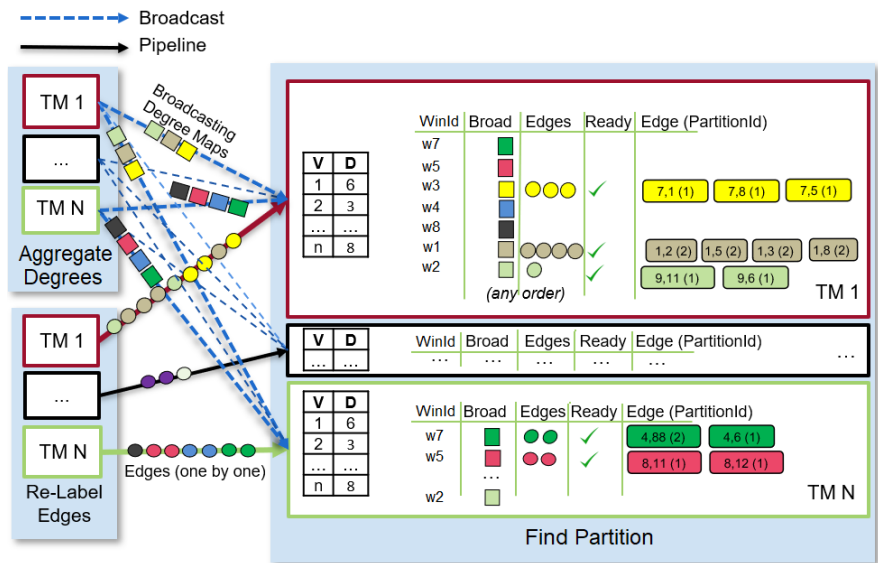 Broadcast
Pipeline
TM 1
...
TM N
Aggregate
Degrees
Broadcasting
Degree Maps
TM 1
...
TM N
Re-Label
Edges
Edges (one by one)
V D
1 6
2 3
... ...
n 8
WinId Broad Edges Ready Edge (PartitionId)
w7
w5
w3 7,1 (1) 7,8 (1) 7,5 (1)
w4
w8
w1 1,2 (2) 1,5 (2) 1,3 (2) 1,8 (2)
w2 9,11 (1) 9,6 (1)
(any order)
TM 1
V D
... ...
WinId Broad Edges Ready Edge (PartitionId)
... ... ... ... ... ...
V D
1 6
2 3
... ...
n 8
WinId Broad Edges Ready Edge (PartitionId)
w7 4,88 (2) 4,6 (1)
w5 8,11 (1) 8,12 (1)
...
w2
TM N
Find Partition